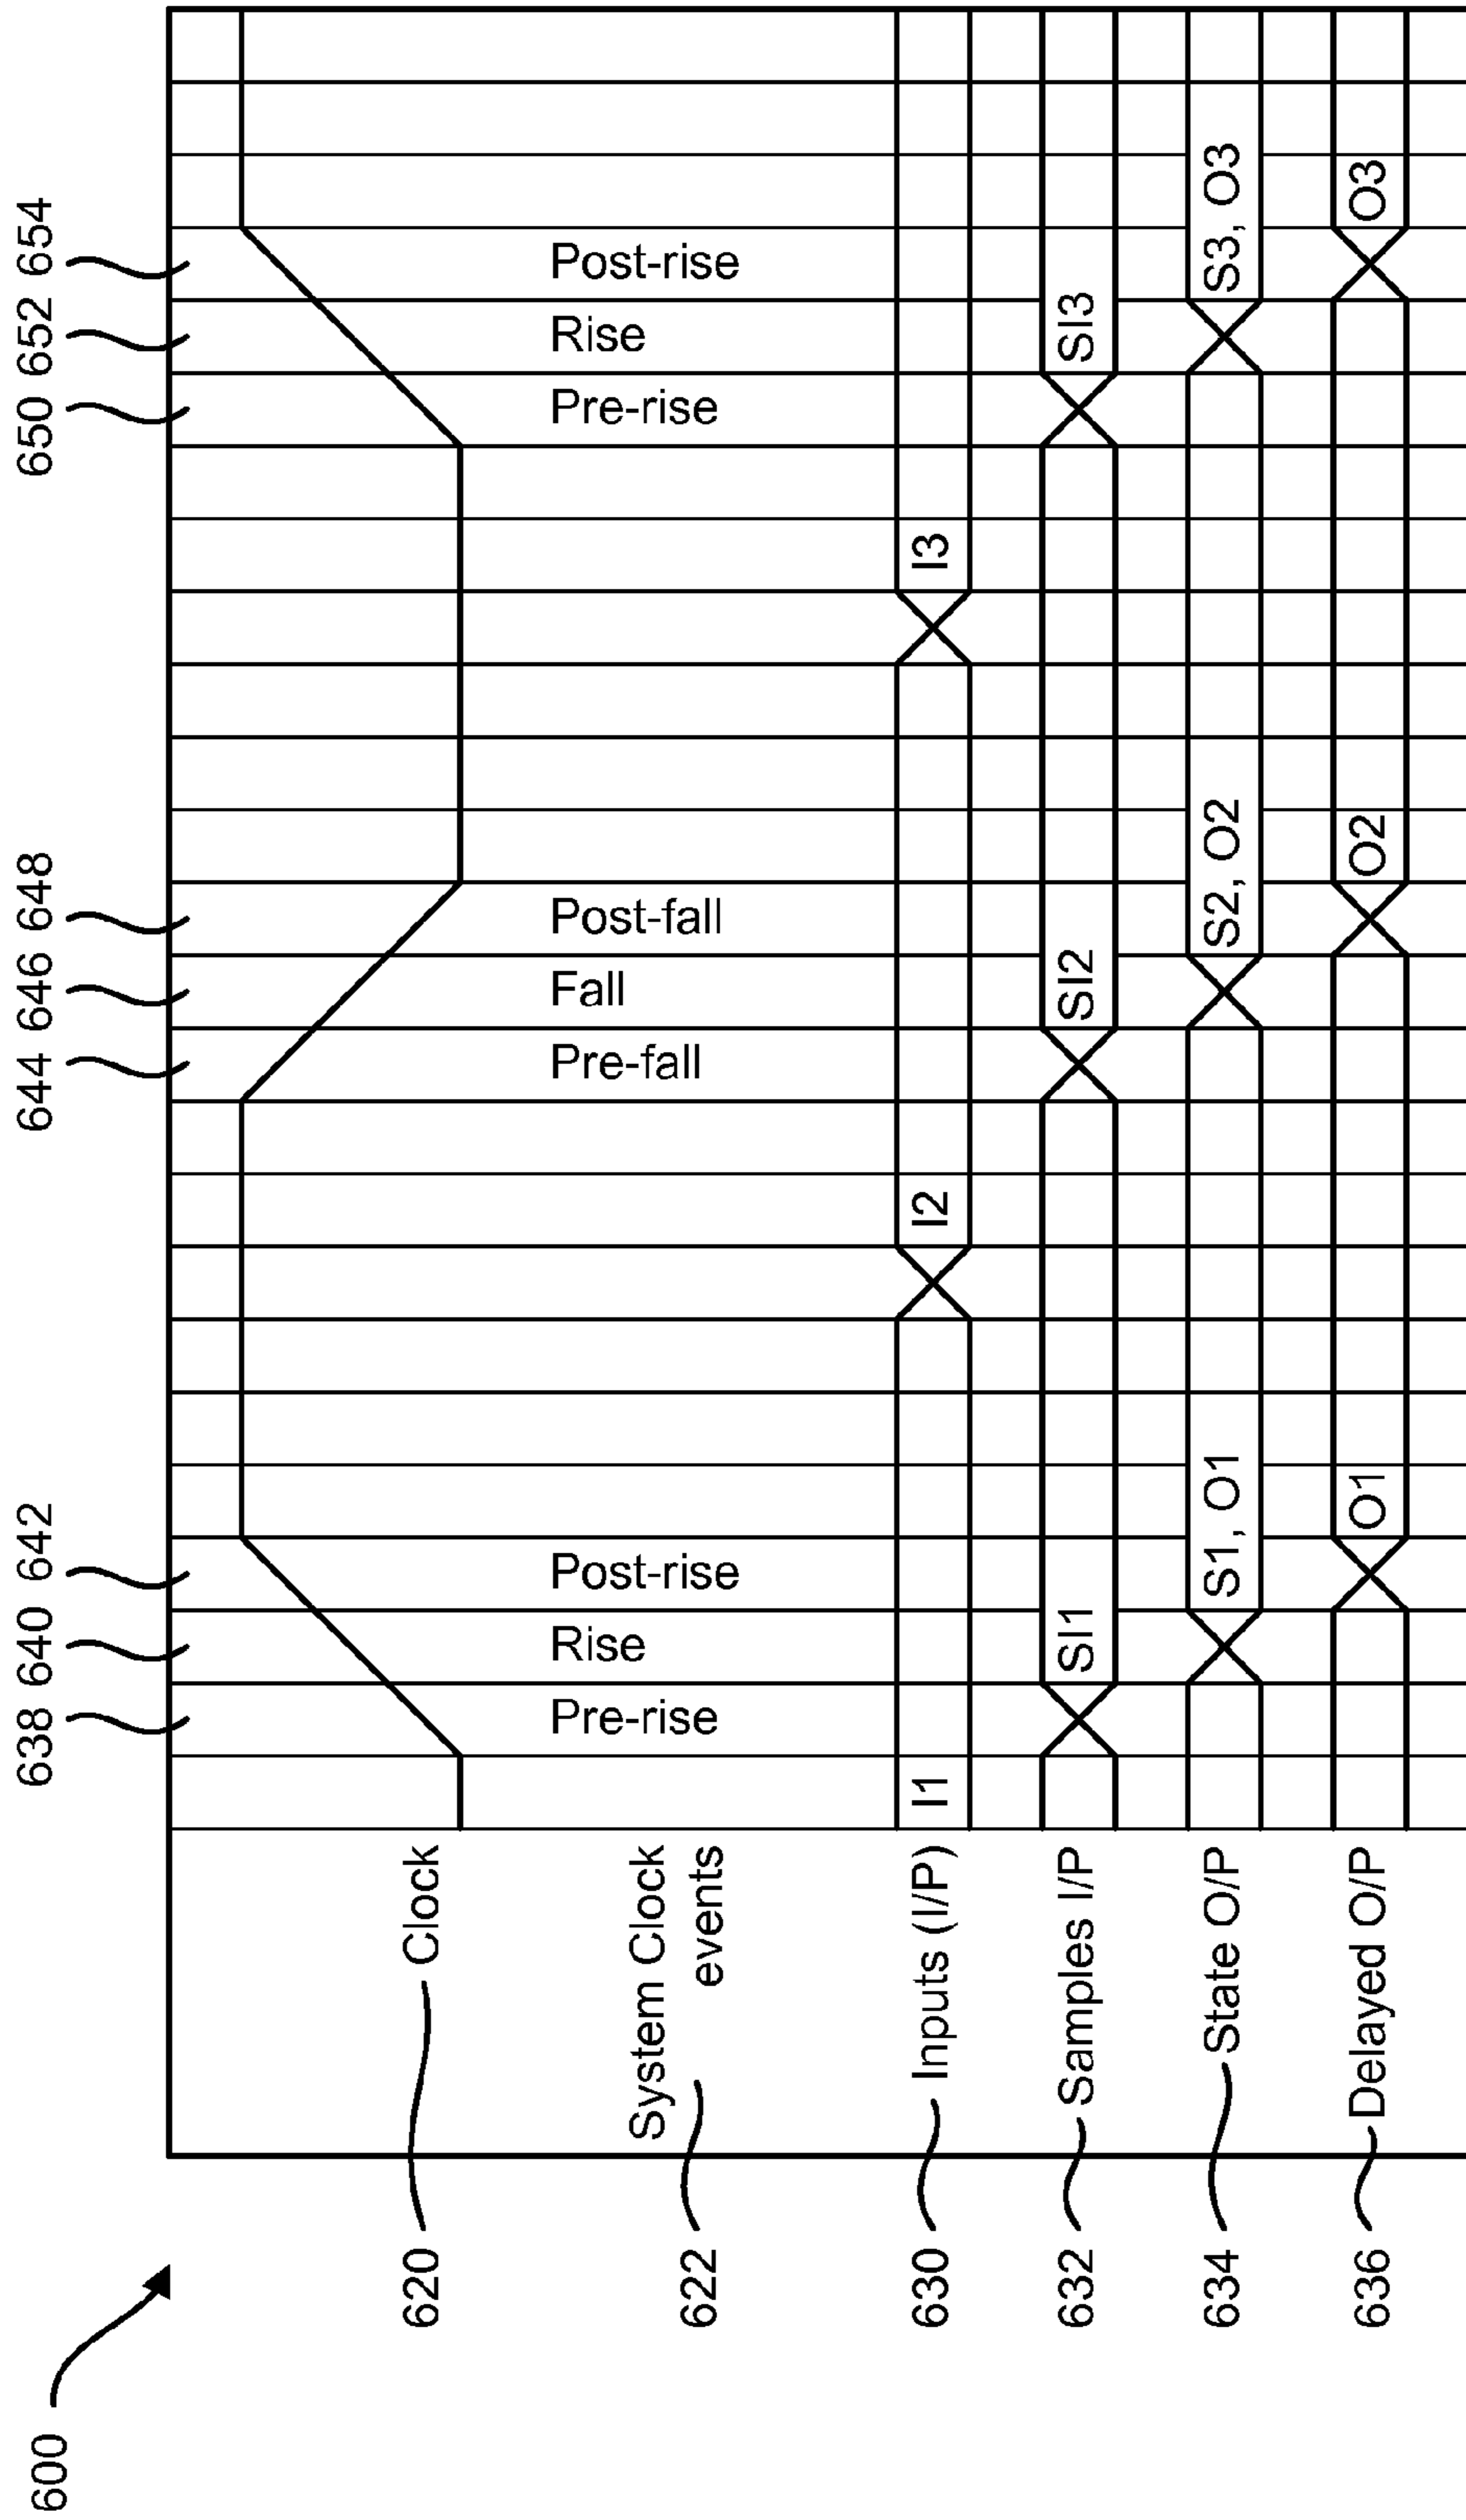 600
638 640 642 644 646 648 650 652 654
620 Clock
622 System Clock
events
Pre-rise Rise Post-rise Pre-fall Fall Post-fall Pre-rise Rise Post-rise
630 Inputs (I/P) I1 I2 I3
632 Samples I/P SI1 SI2 SI3
634 State O/P S1, O1 S2, O2 S3, O3
636 Delayed O/P O1 O2 O3